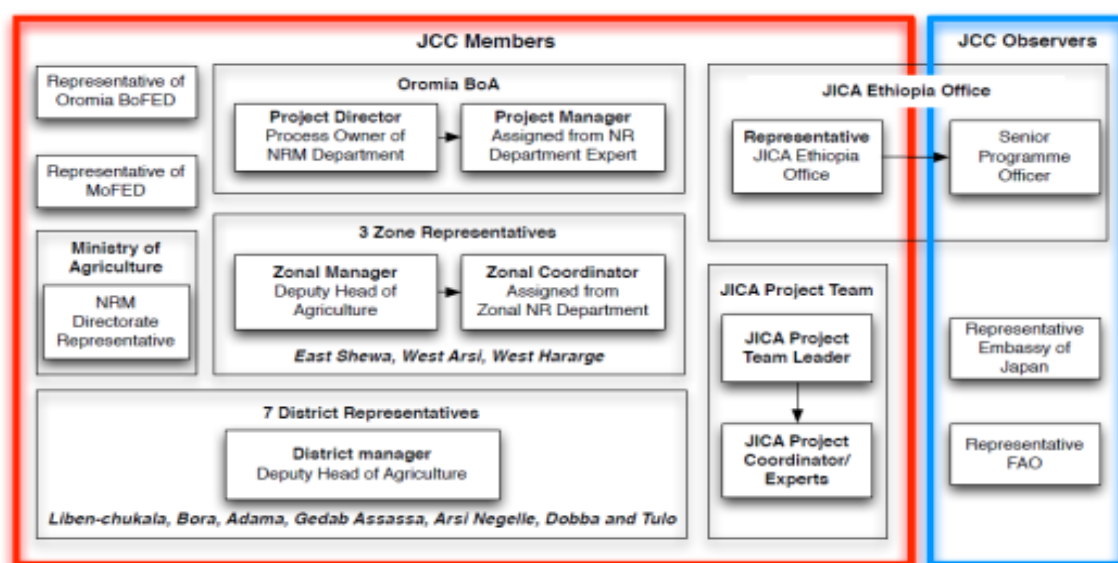 JCC Members
JCC Observers
Representative of
Oromia BoFED
Representative of
MoFED
Ministry of
Agriculture
NRM
Directorate
Representative
Oromia BoA
Project Director
Process Owner of
NRM Department
Project Manager
Assigned from NR
Department Expert
3 Zone Representatives
Zonal Manager
Deputy Head of
Agriculture
Zonal Coordinator
Assigned from
Zonal NR Department
East Shewa, West Arsi, West Hararge
7 District Representatives
District manager
Deputy Head of Agriculture
Liben-chukala, Bora, Adama, Gedab Assassa, Arsi Negelle, Dobba and Tulo
JICA Ethiopia Office
Representative
JICA Ethiopia
Office
Senior
Programme
Officer
JICA Project Team
JICA Project
Team Leader
JICA Project
Coordinator/
Experts
Representative
Embassy of
Japan
Representative
FAO